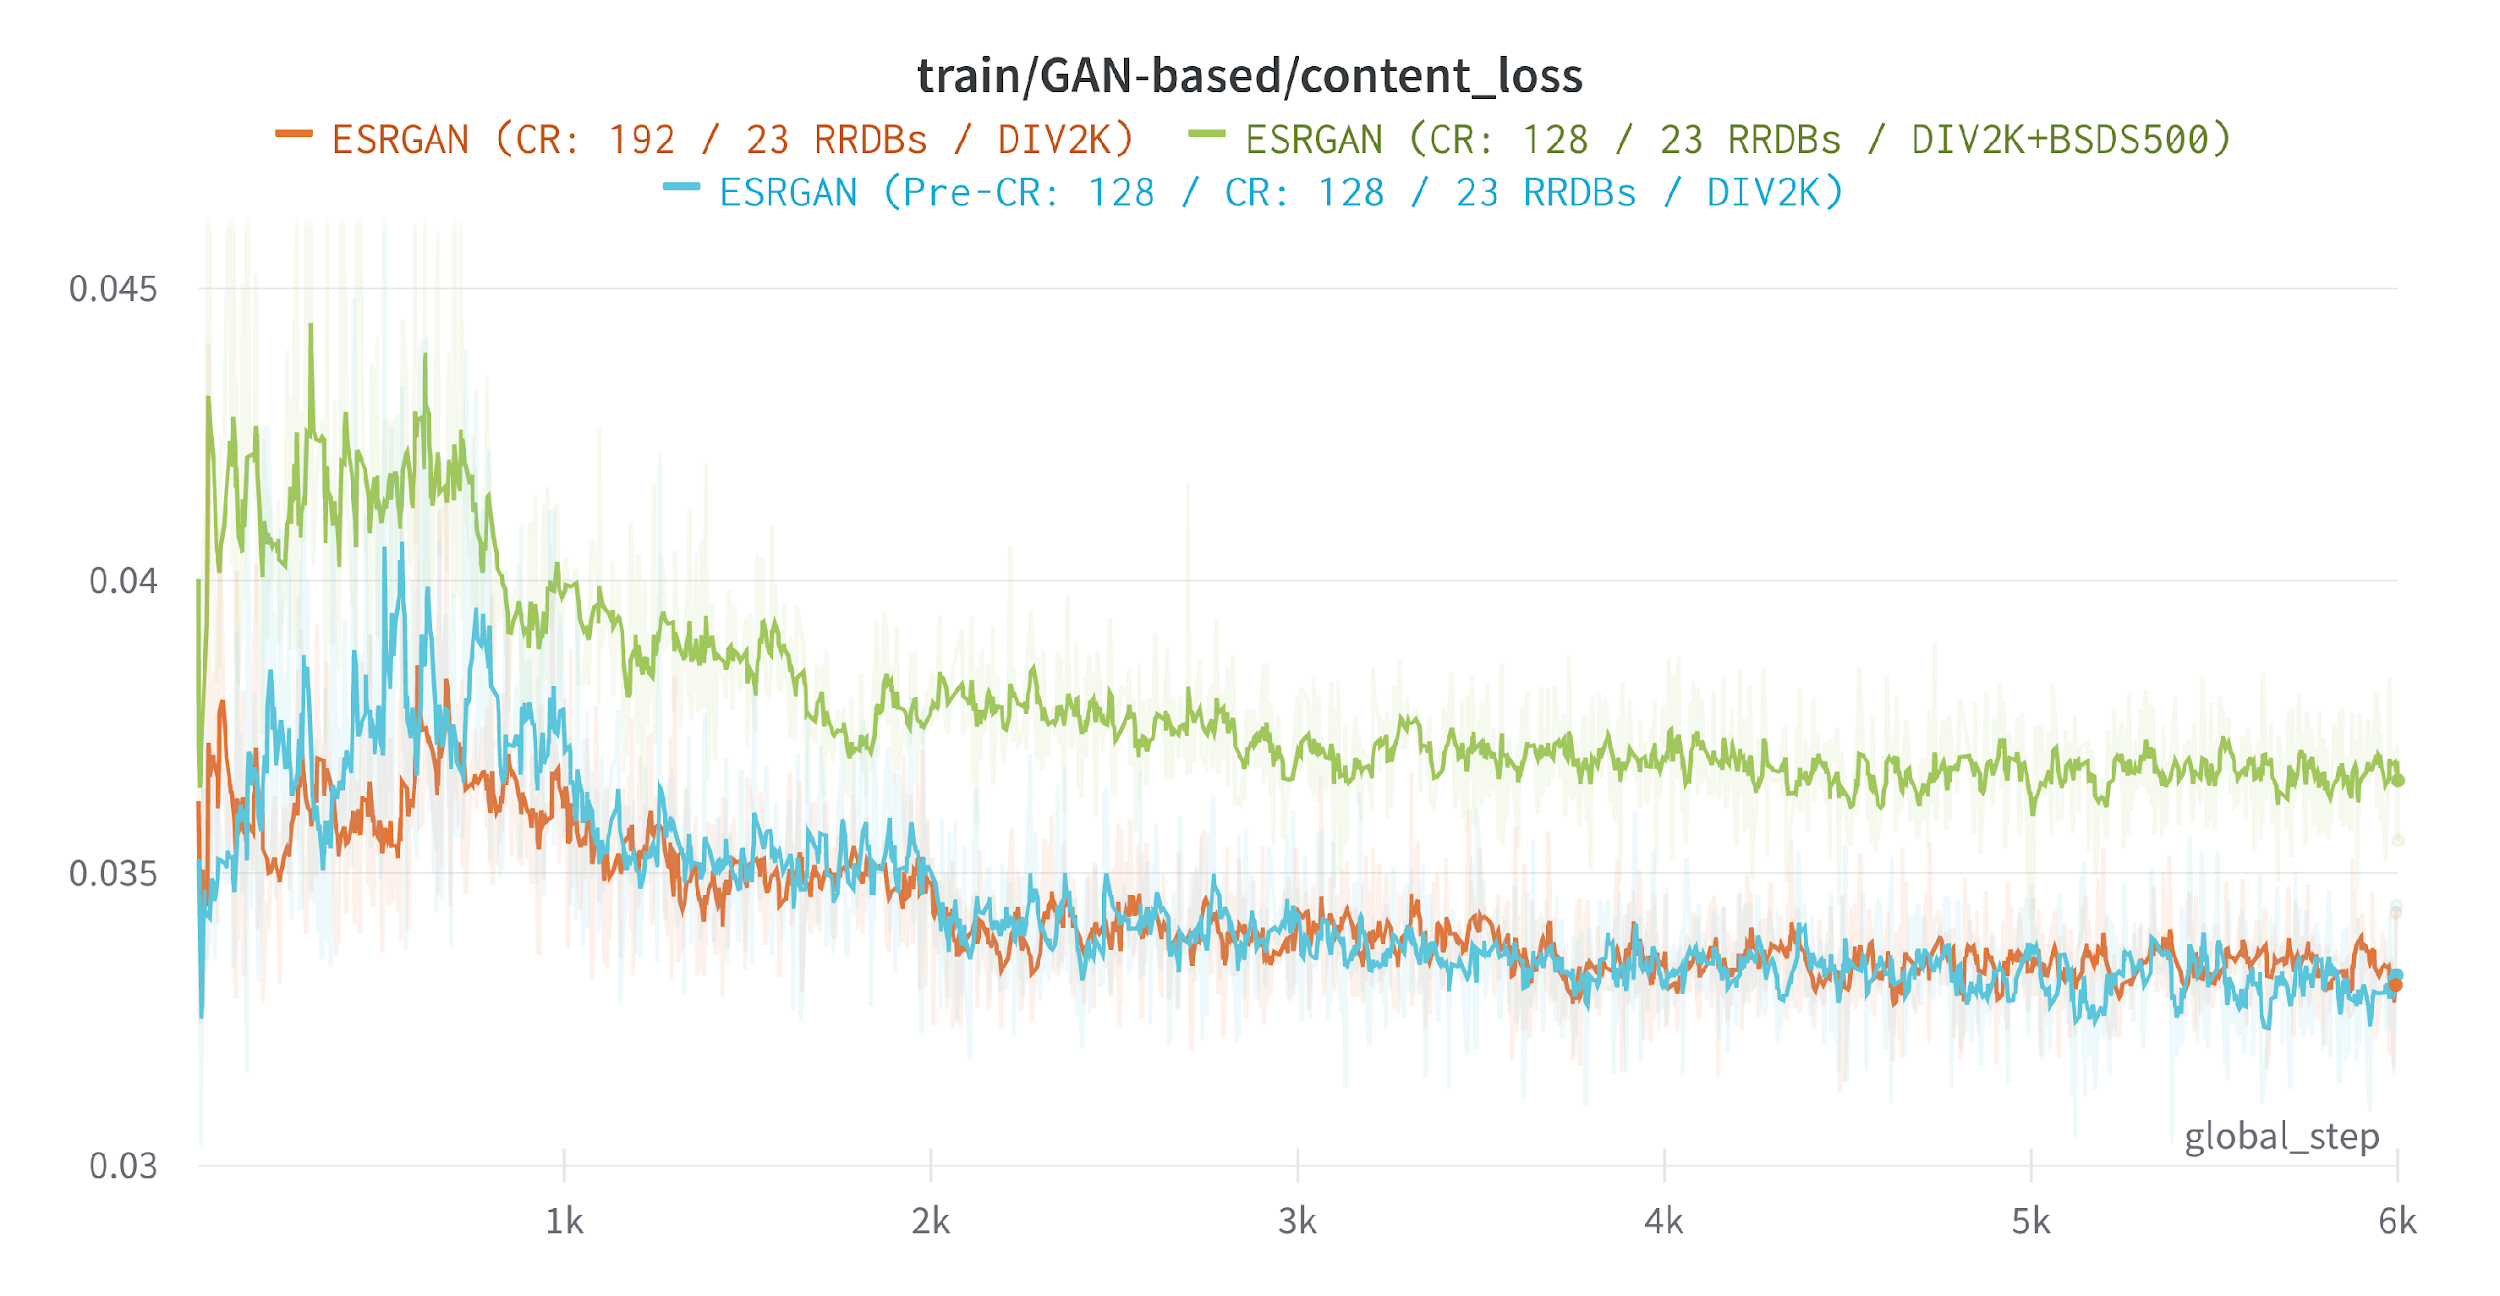 train/GAN-based/content_loss
ESRGAN (CR: 192 / 23 RRDBs / DIV2K) ESRGAN (CR: 128 / 23 RRDBs / DIV2K+BSDS500)
ESRGAN (Pre-CR: 128 / CR: 128 / 23 RRDBs / DIV2K)
0.045
0.04
0.035
0.03
global_step
1k 2k 3k 4k 5k 6k